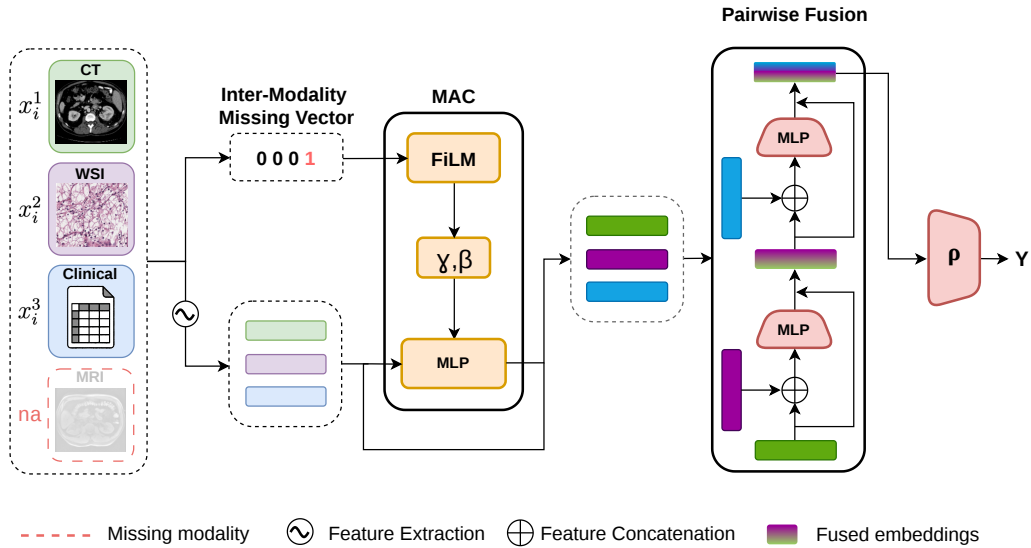 Pairwise Fusion
CT
x_i^1
WSI
x_i^2
Clinical
x_i^3
MRI
na
Inter-Modality
Missing Vector
0 0 0 1
MAC
FiLM
ɣ,β
MLP
MLP
MLP
ρ
Y
Missing modality
Feature Extraction
Feature Concatenation
Fused embeddings